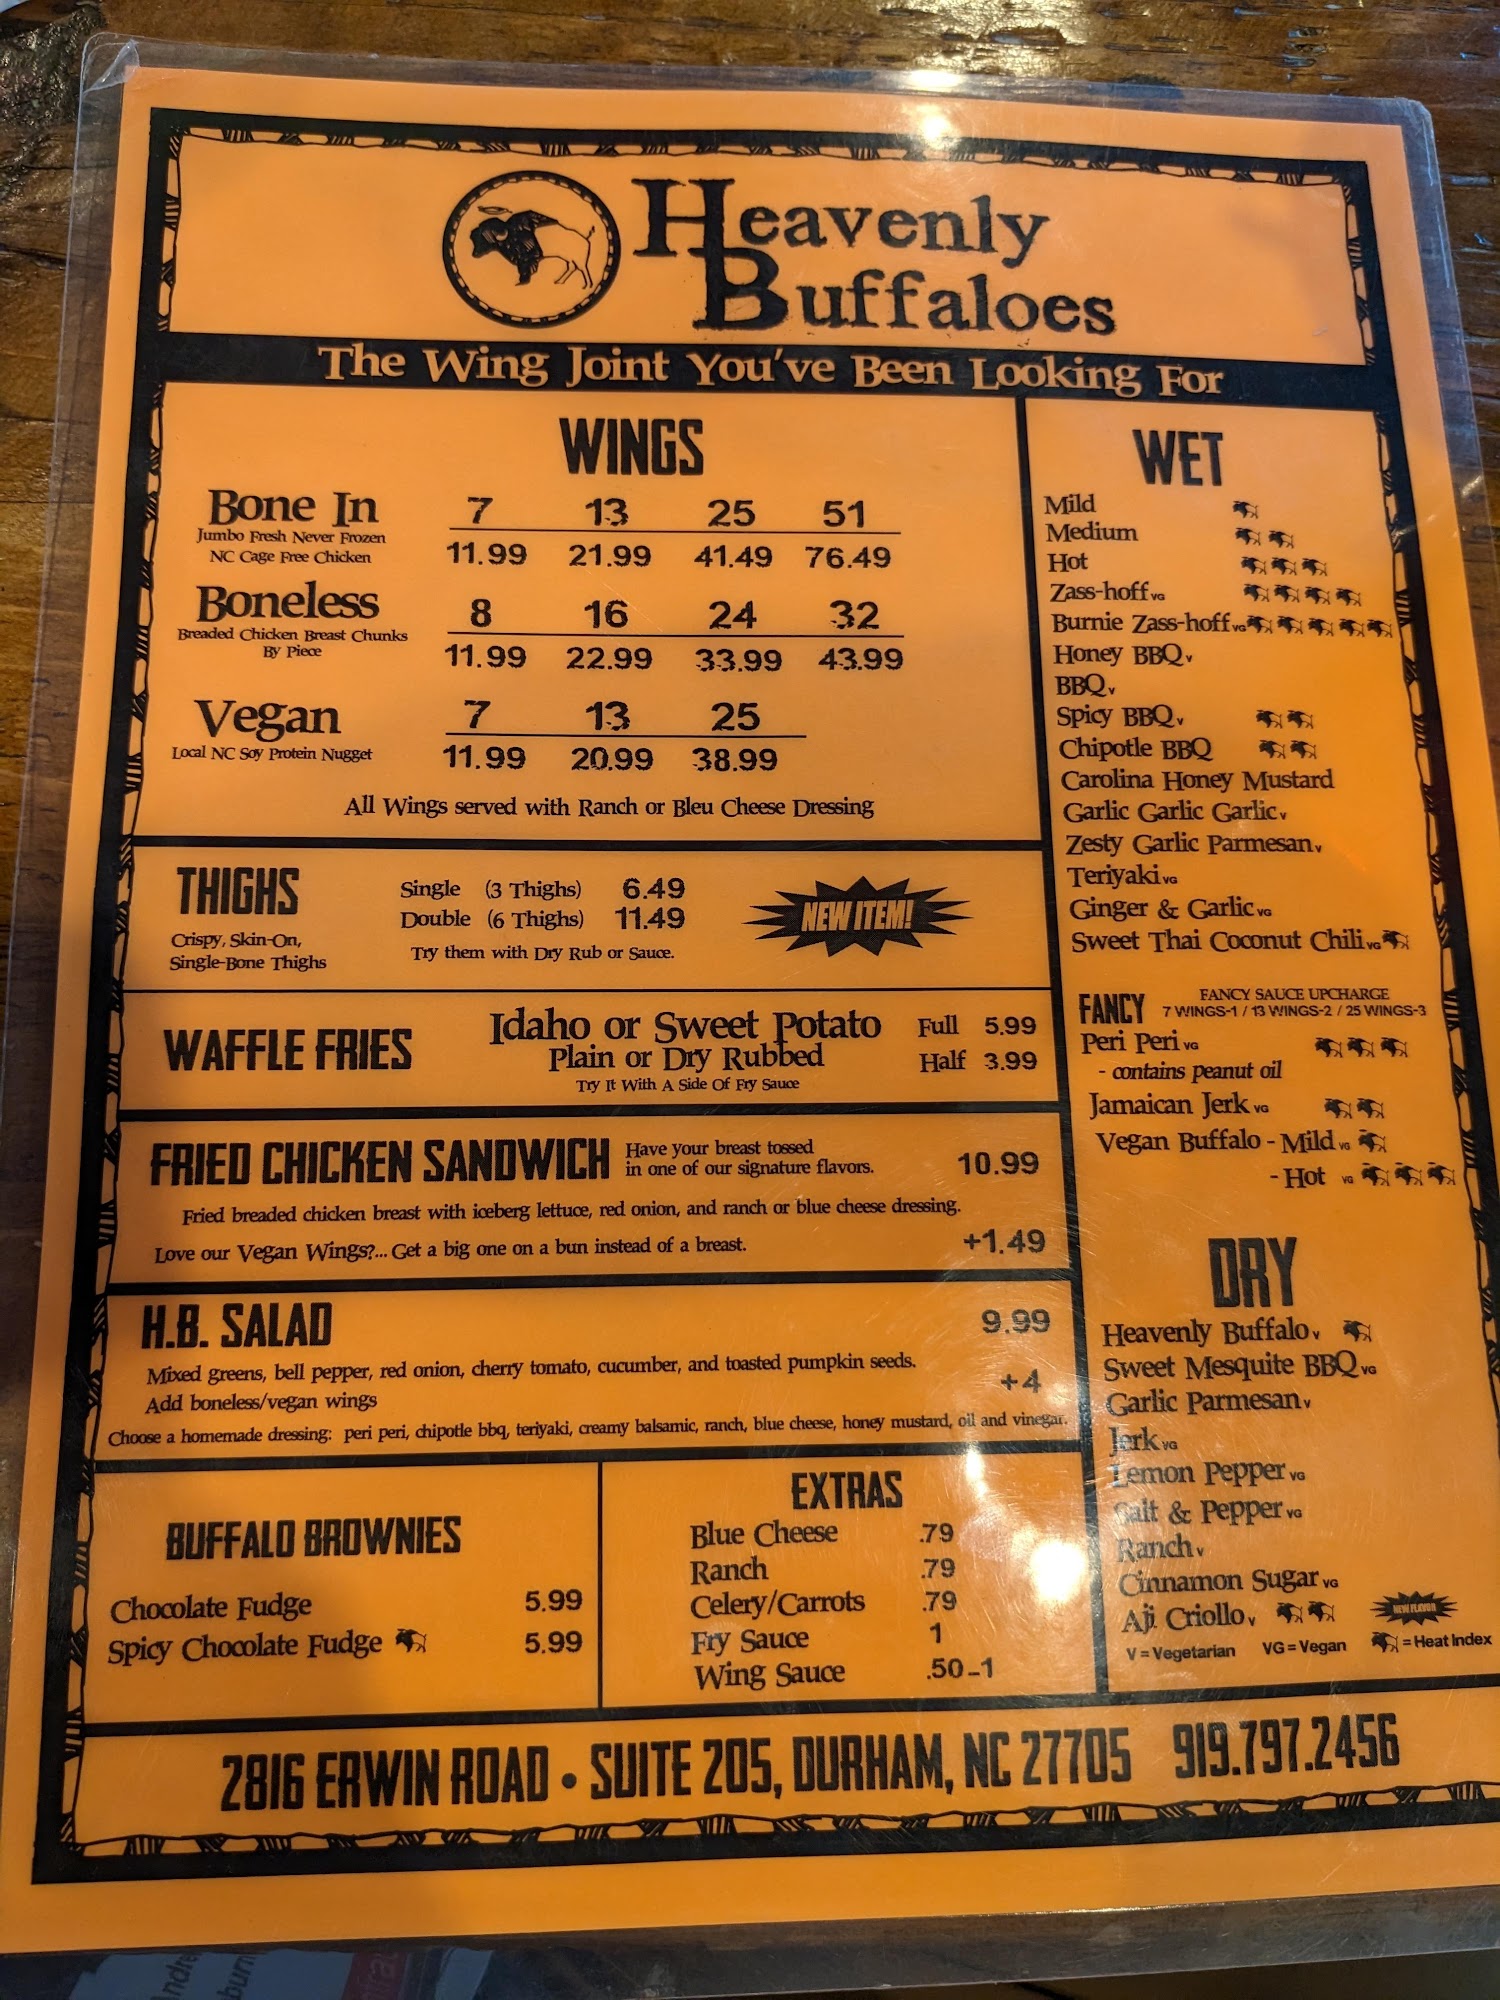 Heavenly
Buffaloes
The Wing Joint You've Been Looking For
WINGS
Bone In 7 13 25 51
Jumbo Fresh Never Frozen
NC Cage Free Chicken
11.99 21.99 41.49 76.49
Boneless 8 16 24 32
Breaded Chicken Breast Chunks
By Piece
11.99 22.99 33.99 43.99
Vegan 7 13 25
Local NC Soy Protein Nugget
11.99 20.99 38.99
All Wings served with Ranch or Bleu Cheese Dressing
THIGHS
Crispy, Skin-On,
Single-Bone Thighs
Single (3 Thighs) 6.49
Double (6 Thighs) 11.49
Try them with Dry Rub or Sauce.
NEW ITEM!
WAFFLE FRIES
Idaho or Sweet Potato
Plain or Dry Rubbed
Try It With A Side Of Fry Sauce
Full 5.99
Half 3.99
FRIED CHICKEN SANDWICH
Have your breast tossed
in one of our signature flavors.
10.99
Fried breaded chicken breast with iceberg lettuce, red onion, and ranch or blue cheese dressing.
Love our Vegan Wings?... Get a big one on a bun instead of a breast. +1.49
H.B. SALAD 9.99
Mixed greens, bell pepper, red onion, cherry tomato, cucumber, and toasted pumpkin seeds.
Add boneless/vegan wings +4
Choose a homemade dressing: peri peri, chipotle bbq, teriyaki, creamy balsamic, ranch, blue cheese, honey mustard, oil and vinegar.
BUFFALO BROWNIES
Chocolate Fudge 5.99
Spicy Chocolate Fudge 5.99
EXTRAS
Blue Cheese .79
Ranch .79
Celery/Carrots .79
Fry Sauce 1
Wing Sauce .50-1
WET
Mild
Medium
Hot
Zass-hoff VG
Burnie Zass-hoff VG
Honey BBQ V
BBQ V
Spicy BBQ V
Chipotle BBQ
Carolina Honey Mustard
Garlic Garlic Garlic V
Zesty Garlic Parmesan V
Teriyaki VG
Ginger & Garlic VG
Sweet Thai Coconut Chili VG
FANCY
FANCY SAUCE UPCHARGE
7 WINGS-1 / 13 WINGS-2 / 25 WINGS-3
Peri Peri VG
- contains peanut oil
Jamaican Jerk VG
Vegan Buffalo - Mild VG
- Hot VG
DRY
Heavenly Buffalo V
Sweet Mesquite BBQ VG
Garlic Parmesan V
Jerk VG
Lemon Pepper VG
Salt & Pepper VG
Ranch V
Cinnamon Sugar VG
Aji Criollo V
NEW FLAVOR
V = Vegetarian VG = Vegan = Heat Index
2816 ERWIN ROAD • SUITE 205, DURHAM, NC 27705 919.797.2456